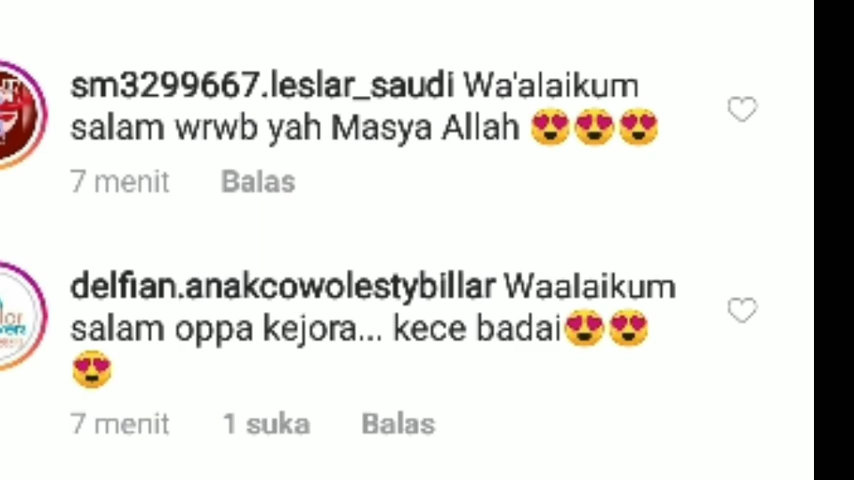 sm3299667.leslar_saudi Wa'alaikum
salam wrwb yah Masya Allah 😍😍😍
7 menit Balas
delfian.anakcowolestybillar Waalaikum
salam oppa kejora... kece badai😍😍
😍
7 menit 1 suka Balas